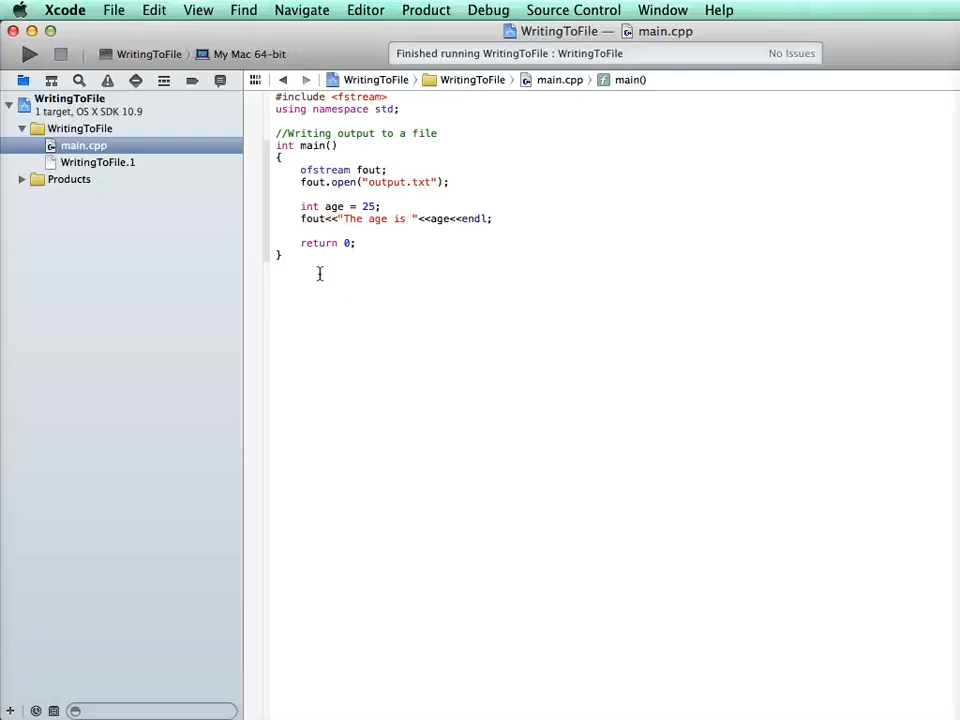 Xcode File Edit View Find Navigate Editor Product Debug Source Control Window Help
WritingToFile — main.cpp
WritingToFile My Mac 64-bit
Finished running WritingToFile : WritingToFile No Issues
WritingToFile WritingToFile main.cpp main()
WritingToFile
1 target, OS X SDK 10.9
WritingToFile
main.cpp
WritingToFile.1
Products
#include <fstream>
using namespace std;
//Writing output to a file
int main()
{
ofstream fout;
fout.open("output.txt");
int age = 25;
fout<<"The age is "<<age<<endl;
return 0;
}